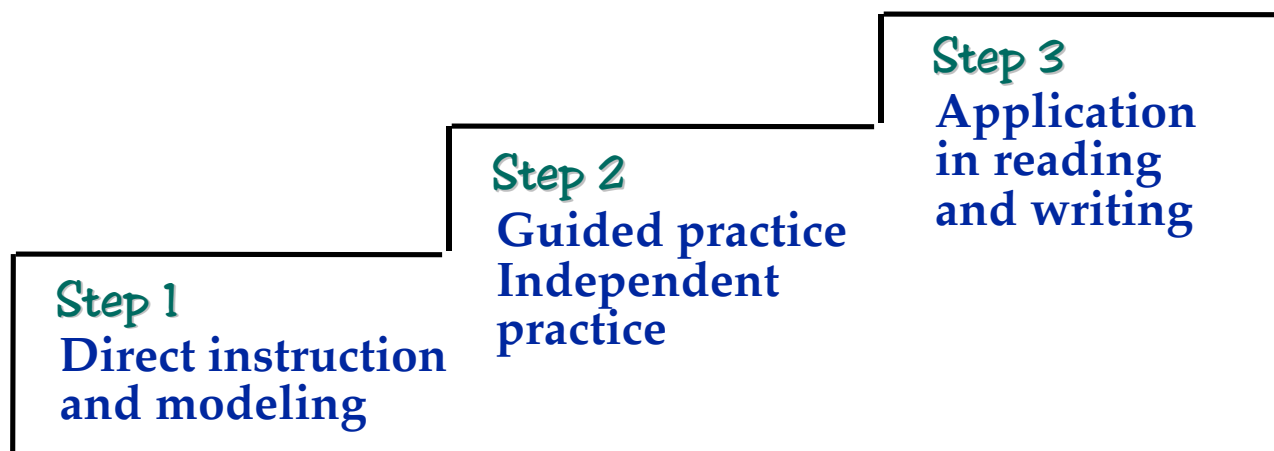 Step 1
Direct instruction
and modeling
Step 2
Guided practice
Independent
practice
Step 3
Application
in reading
and writing